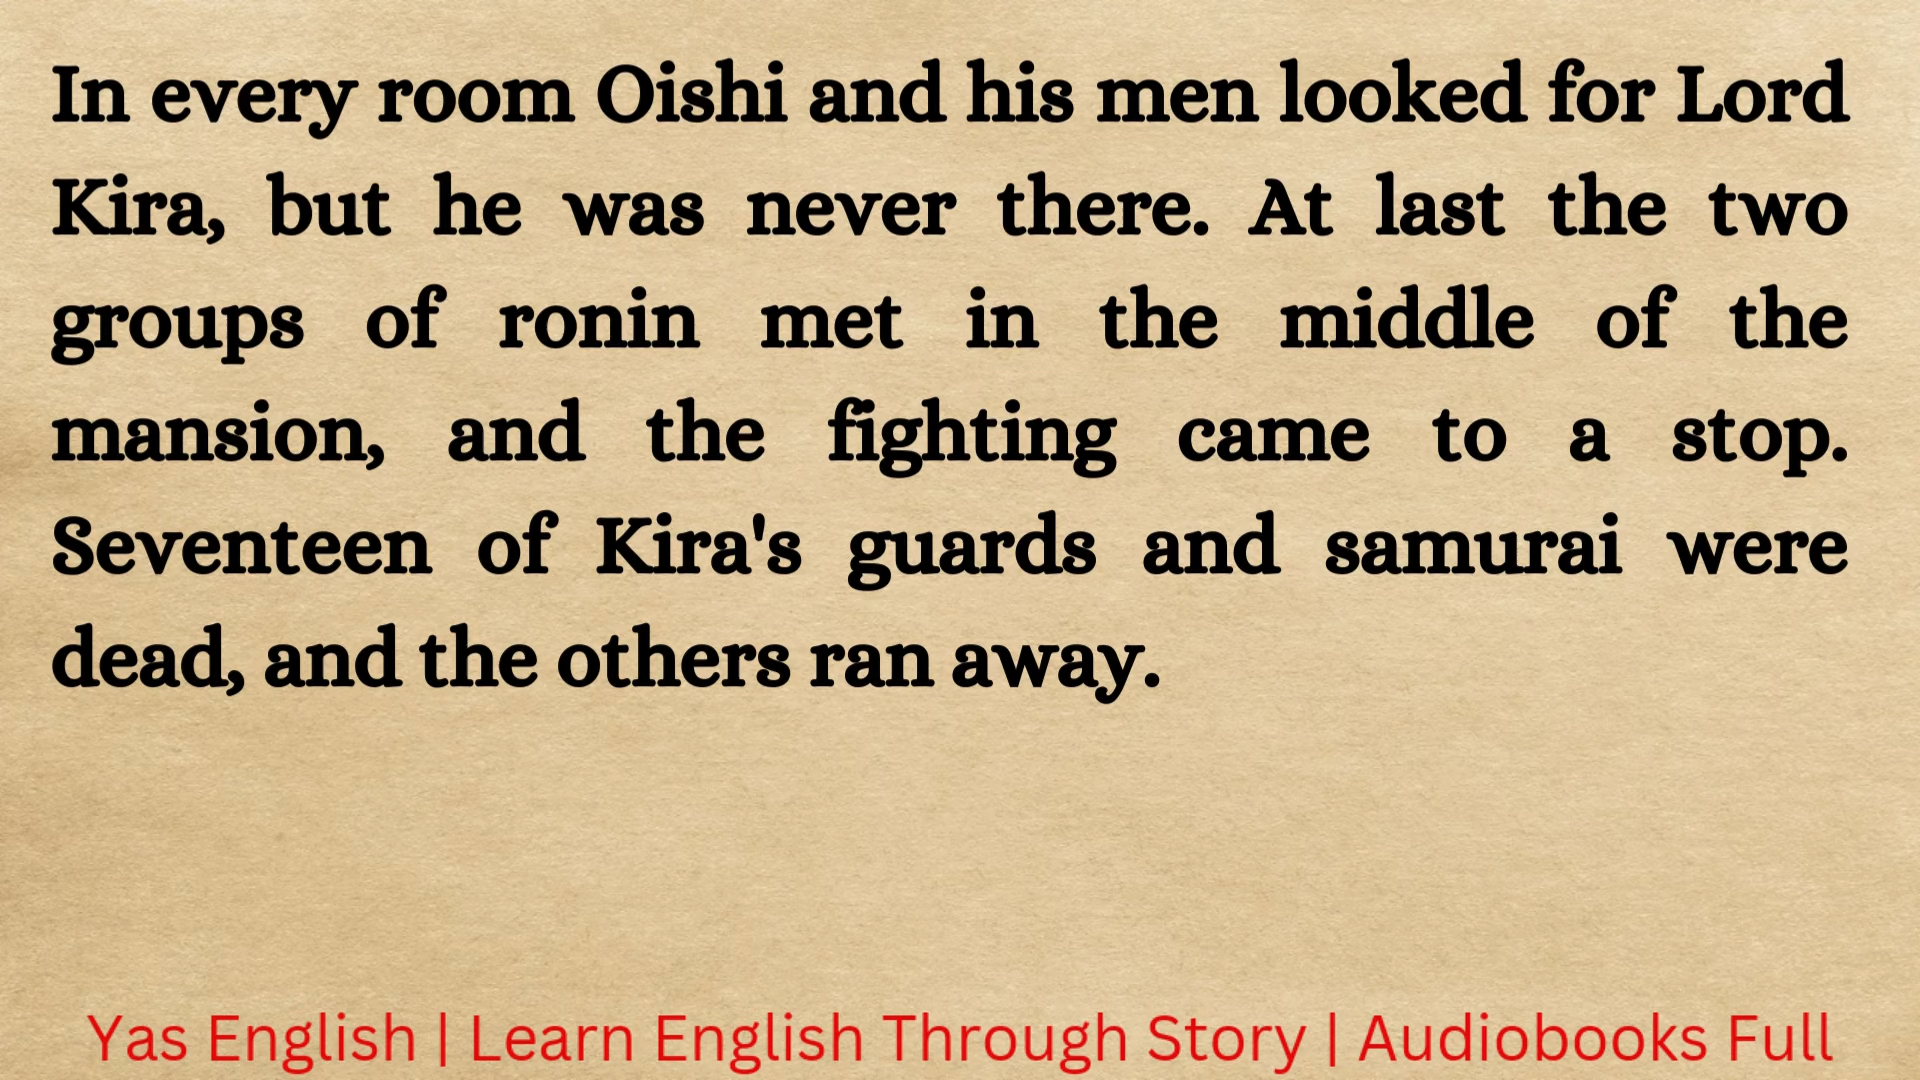 In every room Oishi and his men looked for Lord
Kira, but he was never there. At last the two
groups of ronin met in the middle of the
mansion, and the fighting came to a stop.
Seventeen of Kira's guards and samurai were
dead, and the others ran away.
Yas English | Learn English Through Story | Audiobooks Full